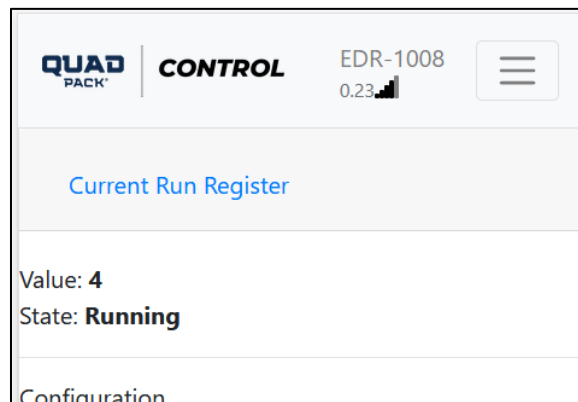 QUAD
PACK
CONTROL
EDR-1008
0.23
Current Run Register
Value: 4
State: Running
Configuration